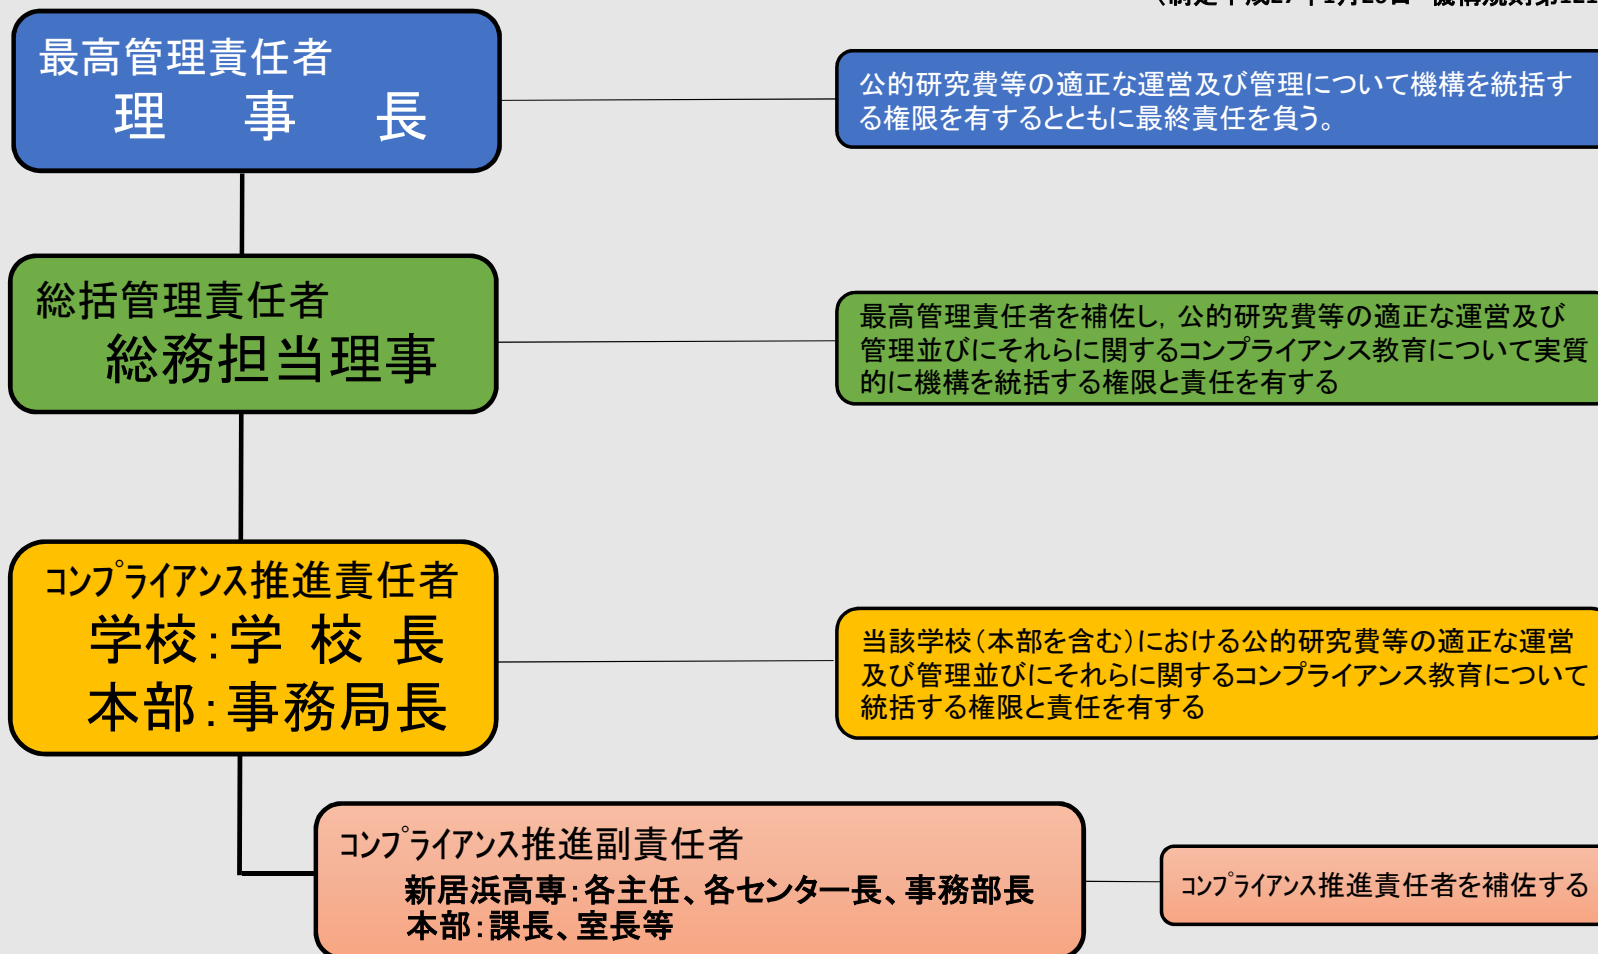 最高管理責任者
理 事 長
公的研究費等の適正な運営及び管理について機構を統括す
る権限を有するとともに最終責任を負う。
総括管理責任者
総務担当理事
最高管理責任者を補佐し，公的研究費等の適正な運営及び
管理並びにそれらに関するコンプライアンス教育について実質
的に機構を統括する権限と責任を有する
コンプライアンス推進責任者
学校：学 校 長
本部：事務局長
当該学校（本部を含む）における公的研究費等の適正な運営
及び管理並びにそれらに関するコンプライアンス教育について
統括する権限と責任を有する
コンプライアンス推進副責任者
新居浜高専：各主任、各センター長、事務部長
本部：課長、室長等
コンプライアンス推進責任者を補佐する